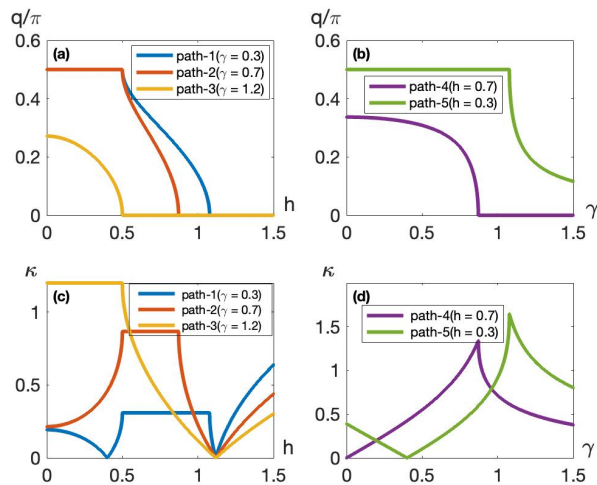 q/π
0.6
(a)
path-1(γ = 0.3)
path-2(γ = 0.7)
path-3(γ = 1.2)
0.4
0.2
0
0 0.5 1 1.5
h
q/π
0.6
(b)
path-4(h = 0.7)
path-5(h = 0.3)
0.4
0.2
0
0 0.5 1 1.5
γ
κ
(c)
path-1(γ = 0.3)
path-2(γ = 0.7)
path-3(γ = 1.2)
1
0.5
0
0 0.5 1 1.5
h
κ
(d)
path-4(h = 0.7)
path-5(h = 0.3)
1.5
1
0.5
0
0 0.5 1 1.5
γ